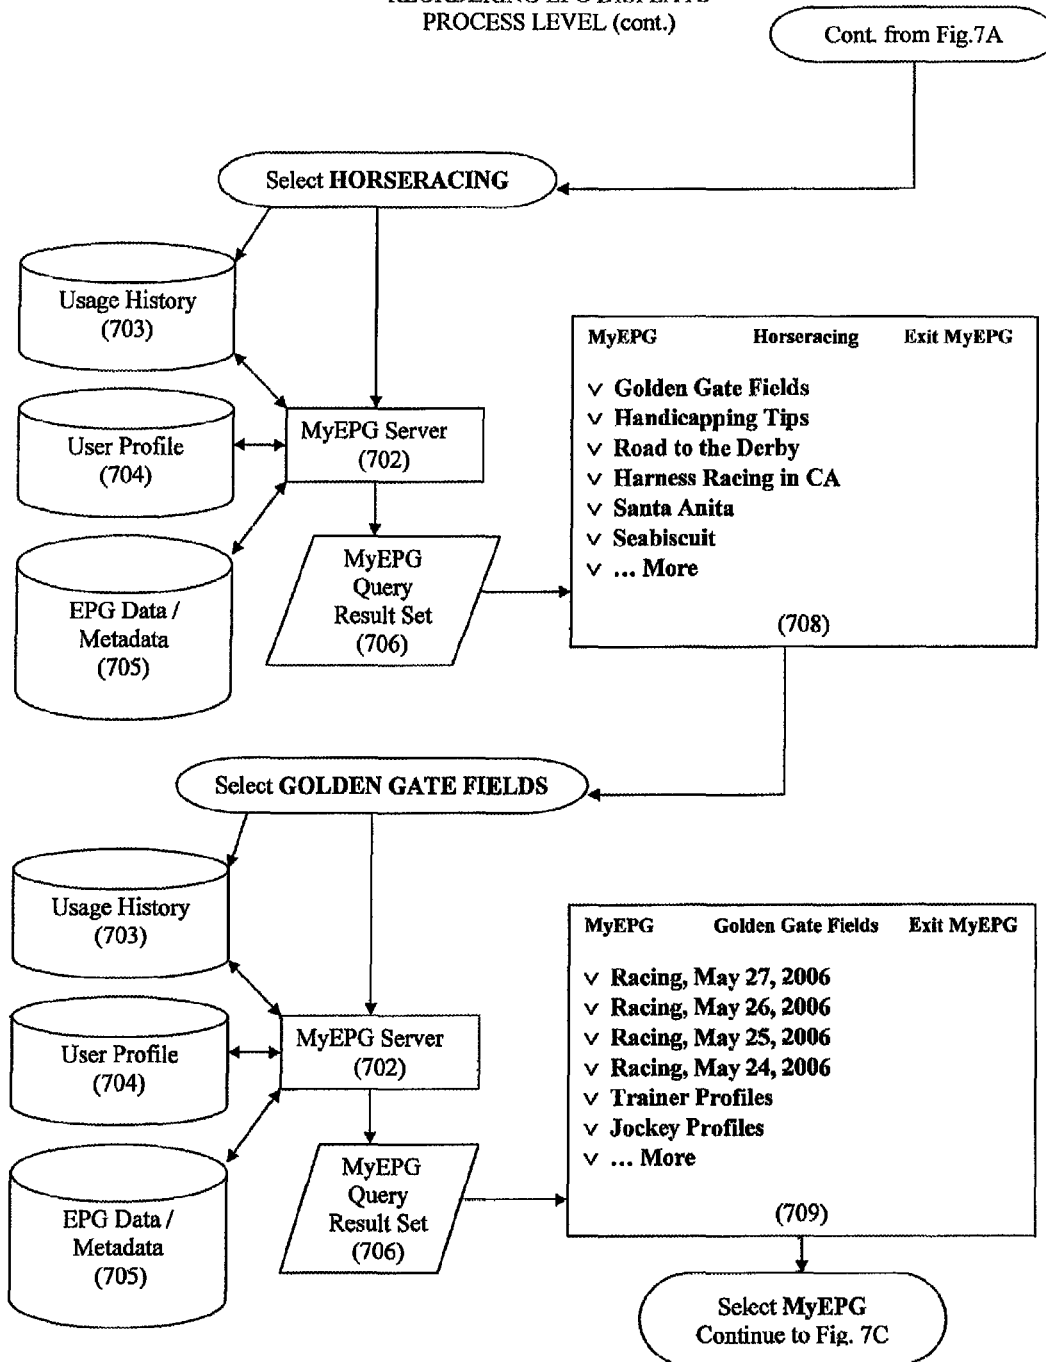 PROCESS LEVEL (cont.)
Cont. from Fig.7A
Select HORSERACING
Usage History
(703)
User Profile
(704)
EPG Data /
Metadata
(705)
MyEPG Server
(702)
MyEPG
Query
Result Set
(706)
MyEPG Horseracing Exit MyEPG
v Golden Gate Fields
v Handicapping Tips
v Road to the Derby
v Harness Racing in CA
v Santa Anita
v Seabiscuit
v ... More
(708)
Select GOLDEN GATE FIELDS
Usage History
(703)
User Profile
(704)
EPG Data /
Metadata
(705)
MyEPG Server
(702)
MyEPG
Query
Result Set
(706)
MyEPG Golden Gate Fields Exit MyEPG
v Racing, May 27, 2006
v Racing, May 26, 2006
v Racing, May 25, 2006
v Racing, May 24, 2006
v Trainer Profiles
v Jockey Profiles
v ... More
(709)
Select MyEPG
Continue to Fig. 7C